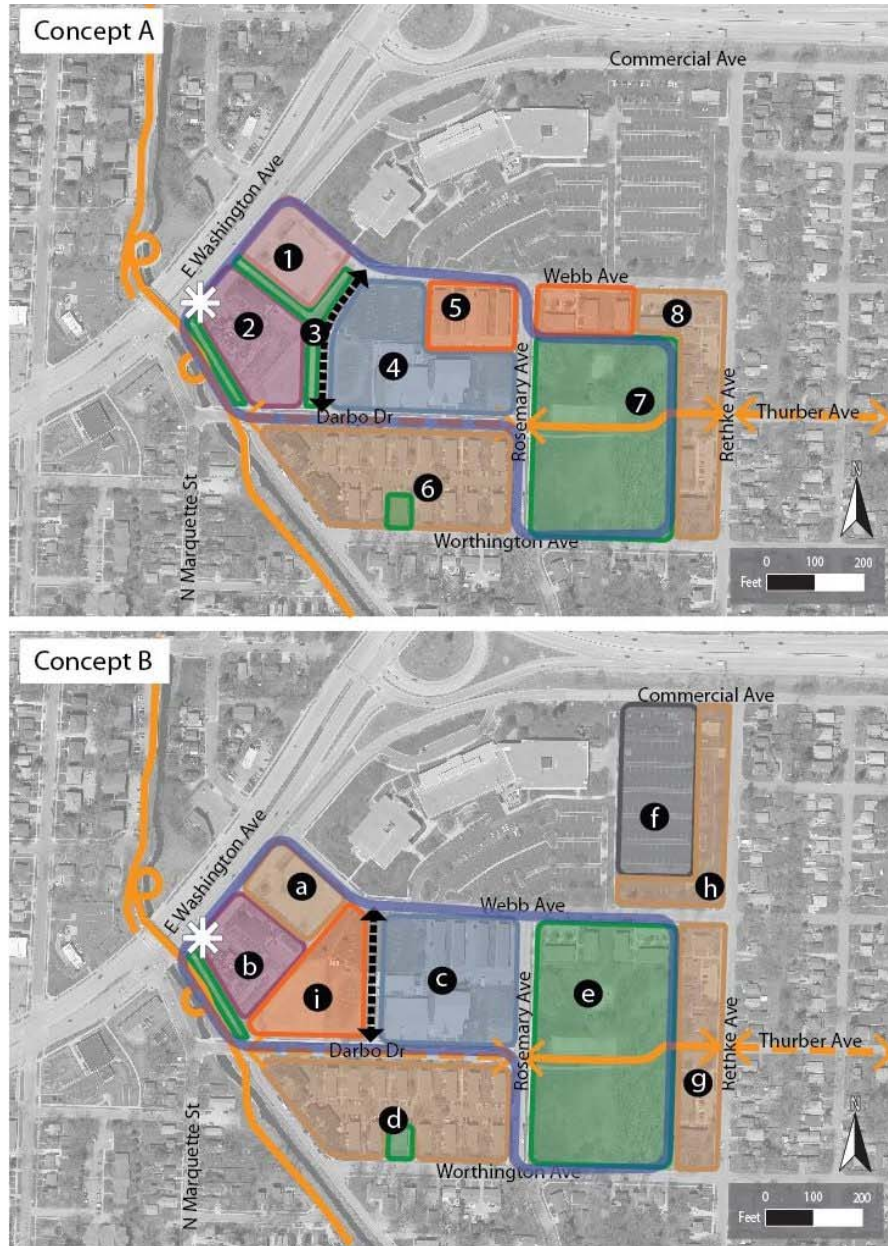 Concept A
Commercial Ave
E Washington Ave
1
Webb Ave
5
8
2
3
4
7
Darbo Dr
Rosemary Ave
Rethke Ave
Thurber Ave
6
N Marquette St
Worthington Ave
N
0 100 200
Feet
Concept B
Commercial Ave
E Washington Ave
f
a
h
Webb Ave
b
i
c
e
Darbo Dr
Rosemary Ave
Rethke Ave
Thurber Ave
g
d
N Marquette St
Worthington Ave
N
0 100 200
Feet